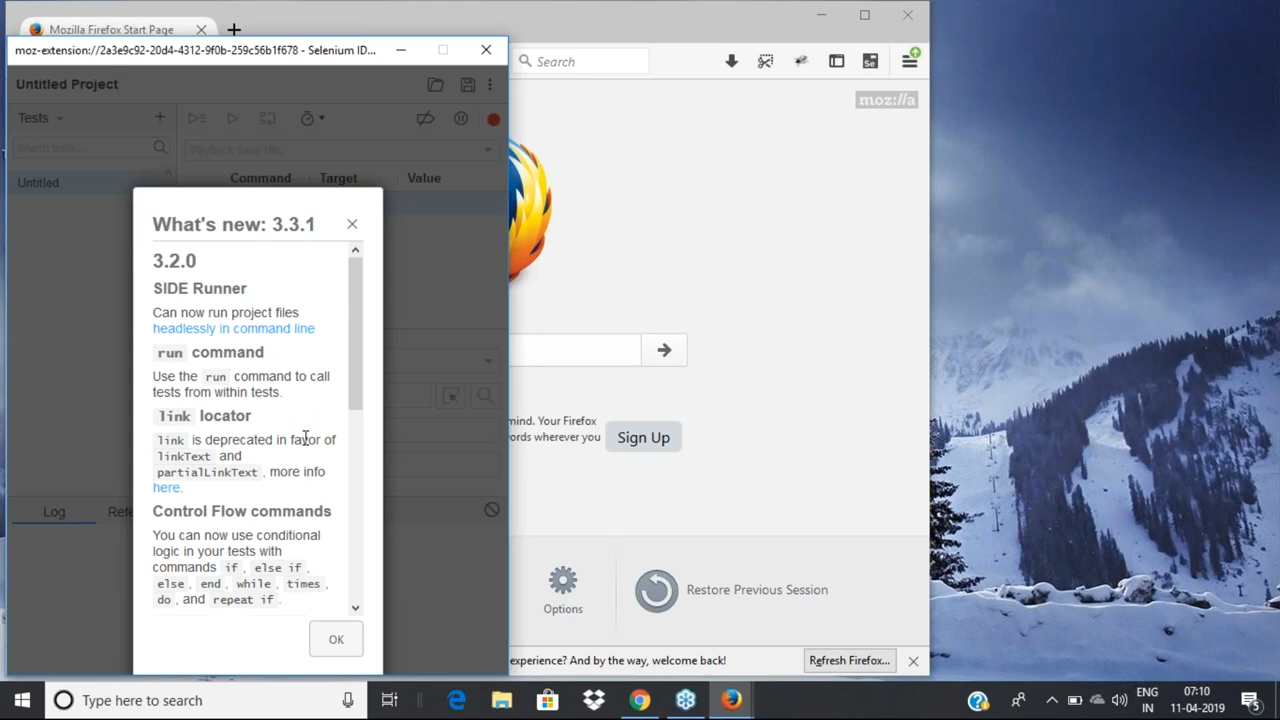 Mozilla Firefox Start Page
moz-extension://2a3e9c92-20d4-4312-9f0b-259c56b1f678 - Selenium ID...
Search
Untitled Project
moz://a
Tests
Search tests...
Playback base URL
Command Target Value
Untitled
What's new: 3.3.1
3.2.0
SIDE Runner
Can now run project files
headlessly in command line
run command
Use the run command to call
tests from within tests.
link locator
link is deprecated in favor of
linkText and
partialLinkText, more info
here.
Control Flow commands
You can now use conditional
logic in your tests with
commands if, else if,
else, end, while, times,
do, and repeat if.
OK
Log
mind. Your Firefox
wherever you
Sign Up
Options
Restore Previous Session
experience? And by the way, welcome back!
Refresh Firefox...
Type here to search
ENG
IN
07:10
11-04-2019
5